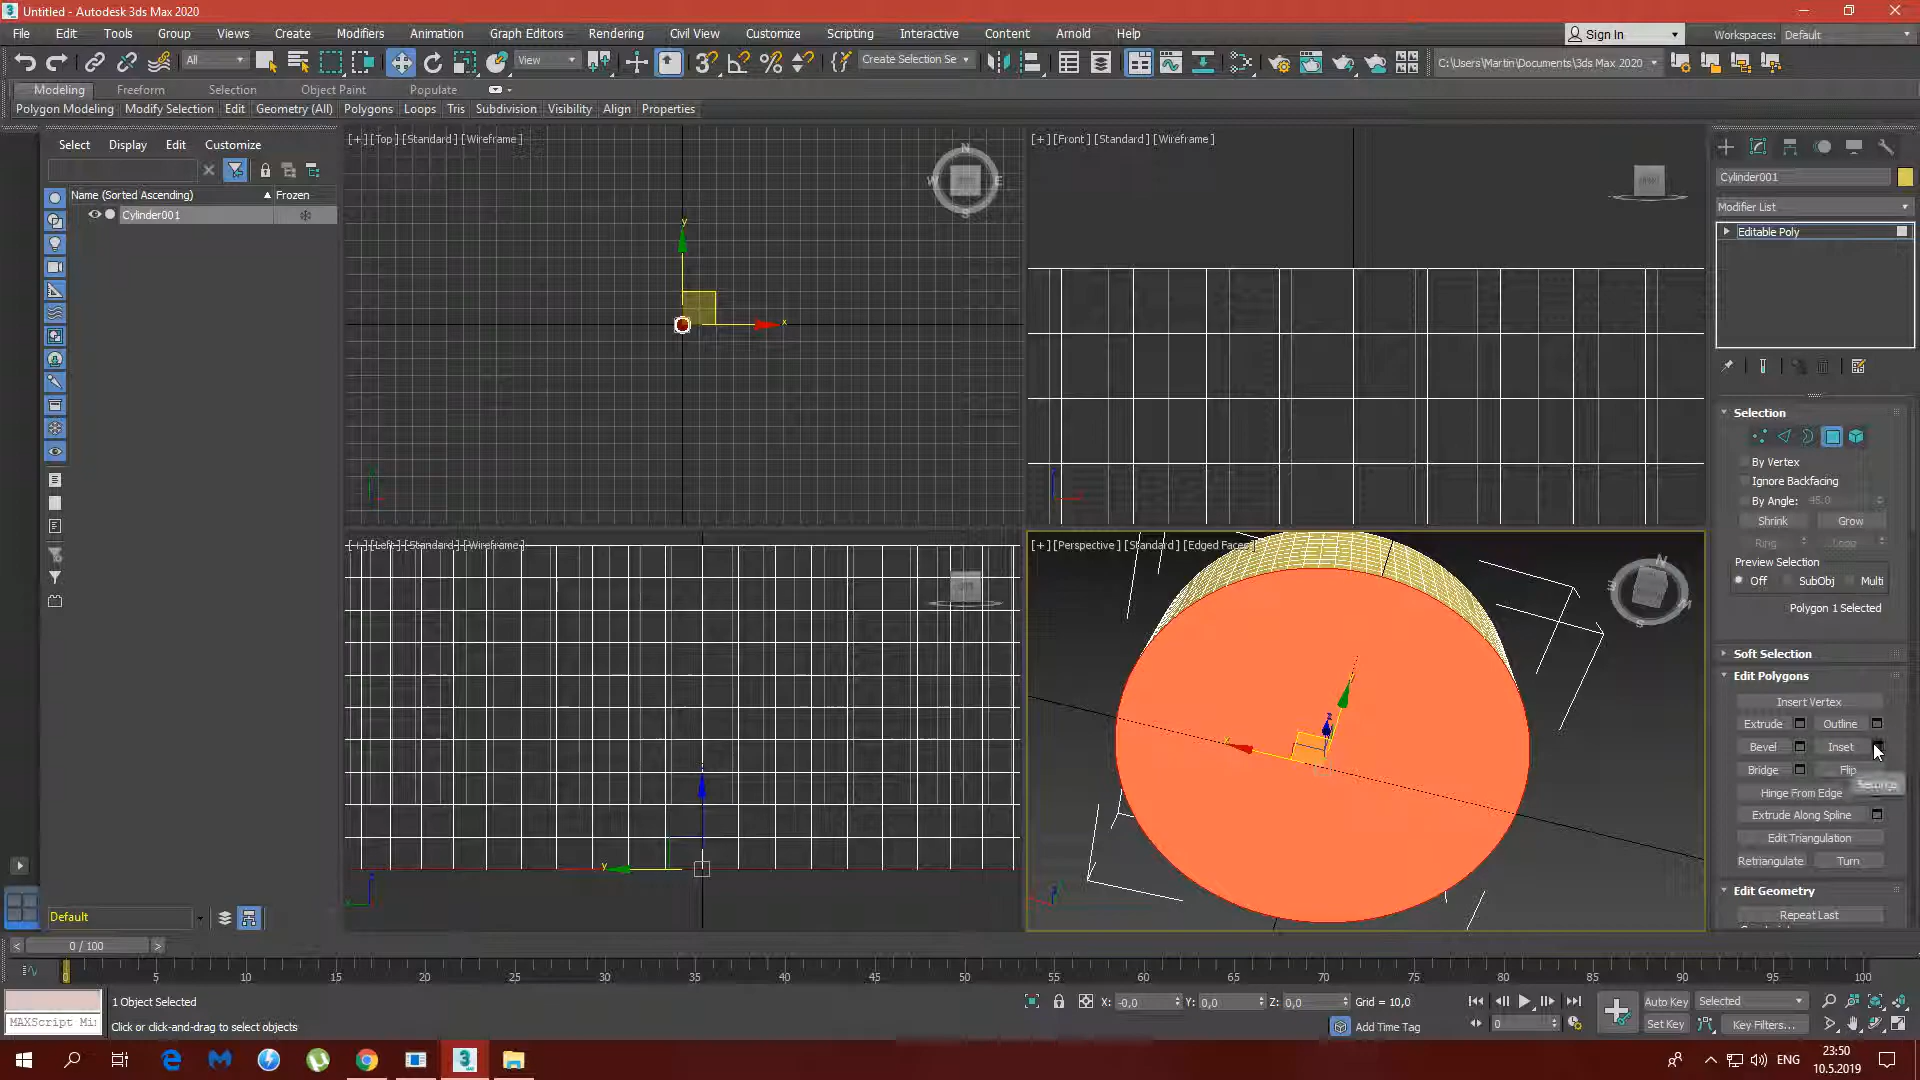 Untitled - Autodesk 3ds Max 2020
File Edit Tools Group Views Create Modifiers Animation Graph Editors Rendering Civil View Customize Scripting Interactive Content Arnold Help
Sign In Workspaces: Default
All View Create Selection Se C:\Users\Martin\Documents\3ds Max 2020
Modeling Freeform Selection Object Paint Populate
Polygon Modeling Modify Selection Edit Geometry (All) Polygons Loops Tris Subdivision Visibility Align Properties
Select Display Edit Customize
Name (Sorted Ascending) Frozen
Cylinder001
[+] [Top] [Standard] [Wireframe]
N
W E
S
y
x
[+] [Front] [Standard] [Wireframe]
[+] [Left] [Standard] [Wireframe]
y
[+] [Perspective] [Standard] [Edged Faces]
Cylinder001
Modifier List
Editable Poly
Selection
By Vertex
Ignore Backfacing
By Angle: 45.0
Shrink Grow
Ring Loop
Preview Selection
Off SubObj Multi
Polygon 1 Selected
Soft Selection
Edit Polygons
Insert Vertex
Extrude Outline
Bevel Inset
Bridge Flip
Settings
Hinge From Edge
Extrude Along Spline
Edit Triangulation
Retriangulate Turn
Edit Geometry
Repeat Last
Default
< 0 / 100 >
0 5 10 15 20 25 30 35 40 45 50 55 60 65 70 75 80 85 90 95 100
1 Object Selected
X: -0,0 Y: 0,0 Z: 0,0 Grid = 10,0
Auto Key Selected
MAXScript Mi
Click or click-and-drag to select objects
Add Time Tag
0
Set Key Key Filters...
ENG
23:50
10.5.2019